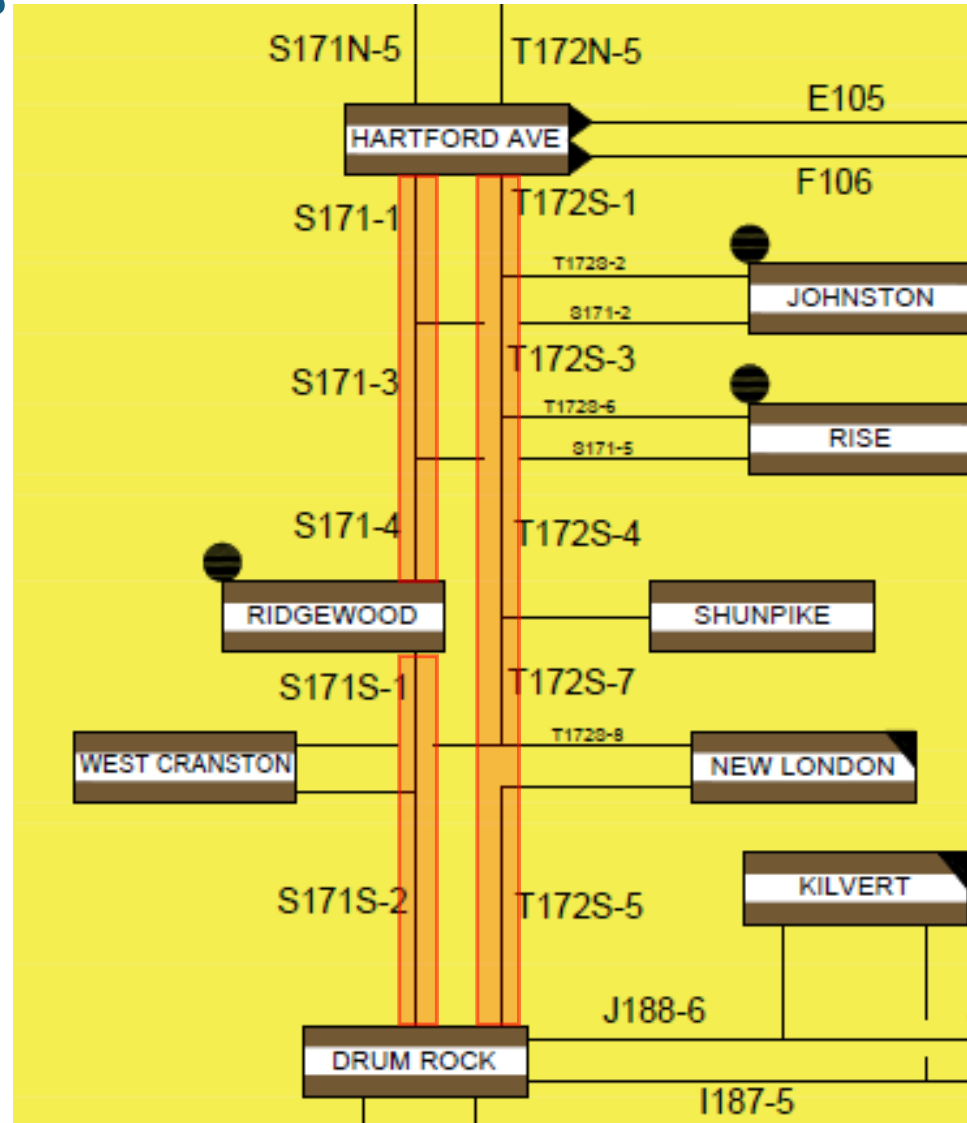 S171N-5 T172N-5
E105
HARTFORD AVE
F106
S171-1 T172S-1
T172S-2
JOHNSTON
S171-2
S171-3 T172S-3
T172S-6
RISE
S171-5
S171-4 T172S-4
RIDGEWOOD SHUNPIKE
S171S-1 T172S-7
T172S-8
WEST CRANSTON NEW LONDON
KILVERT
S171S-2 T172S-5
J188-6
DRUM ROCK
I187-5